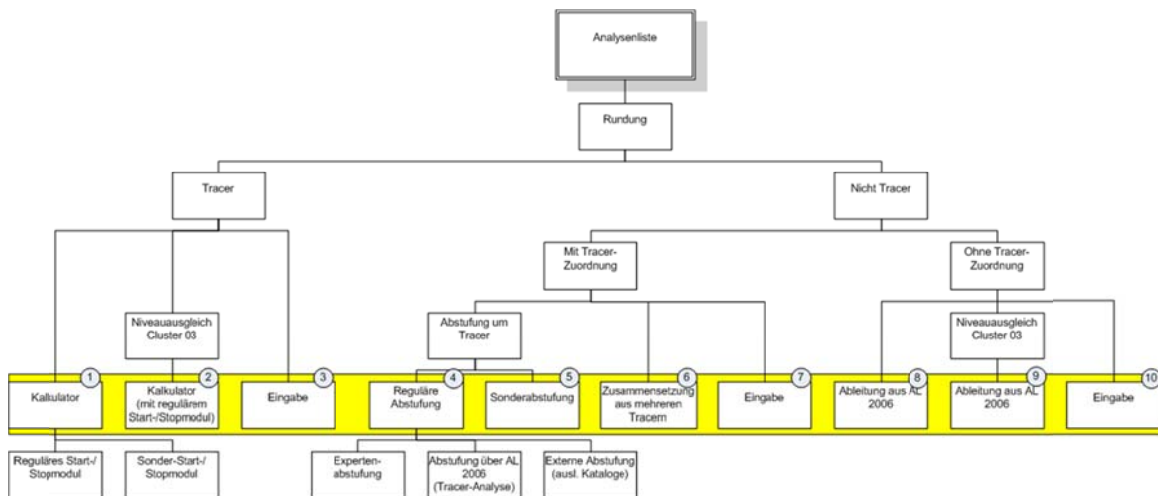 Analysenliste
Rundung
Tracer
Nicht Tracer
Mit Tracer-
Zuordnung
Ohne Tracer-
Zuordnung
Niveauausgleich
Cluster 03
Abstufung um
Tracer
Niveauausgleich
Cluster 03
1
2
3
4
5
6
7
8
9
10
Kalkulator
Kalkulator
(mit regulärem
Start-/Stopmodul)
Eingabe
Reguläre
Abstufung
Sonderabstufung
Zusammensetzung
aus mehreren
Tracern
Eingabe
Ableitung aus AL
2006
Ableitung aus AL
2006
Eingabe
Reguläres Start-/
Stopmodul
Sonder-Start-/
Stopmodul
Experten-
abstufung
Abstufung über AL
2006
(Tracer-Analyse)
Externe Abstufung
(ausl. Kataloge)